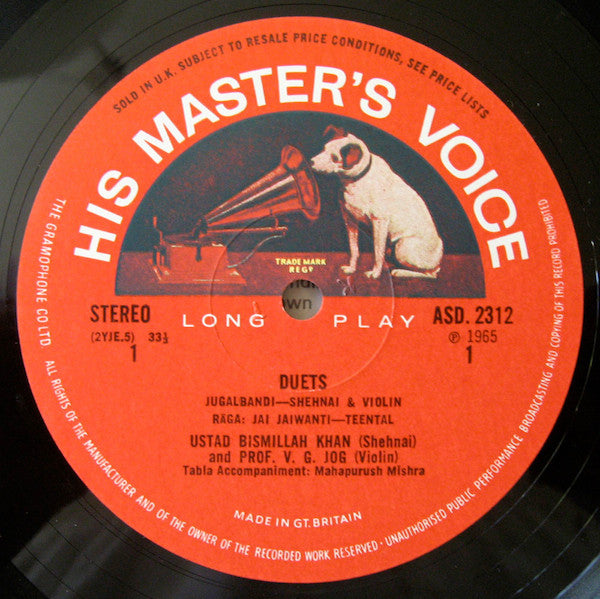 SOLD IN U.K. SUBJECT TO RESALE PRICE CONDITIONS, SEE PRICE LISTS
HIS MASTER'S VOICE
TRADE MARK
REGD
own
STEREO
(2YJE.5) 33⅓
1
LONG PLAY
ASD. 2312
℗ 1965
1
DUETS
JUGALBANDI—SHEHNAI & VIOLIN
RĀGA: JAI JAIWANTI—TEENTAL
USTAD BISMILLAH KHAN (Shehnai)
and PROF. V. G. JOG (Violin)
Tabla Accompaniment: Mahapurush Mishra
MADE IN GT. BRITAIN
THE GRAMOPHONE CO LTD. ALL RIGHTS OF THE MANUFACTURER AND OF THE OWNER OF THE RECORDED WORK RESERVED · UNAUTHORISED PUBLIC PERFORMANCE BROADCASTING AND COPYING OF THIS RECORD PROHIBITED